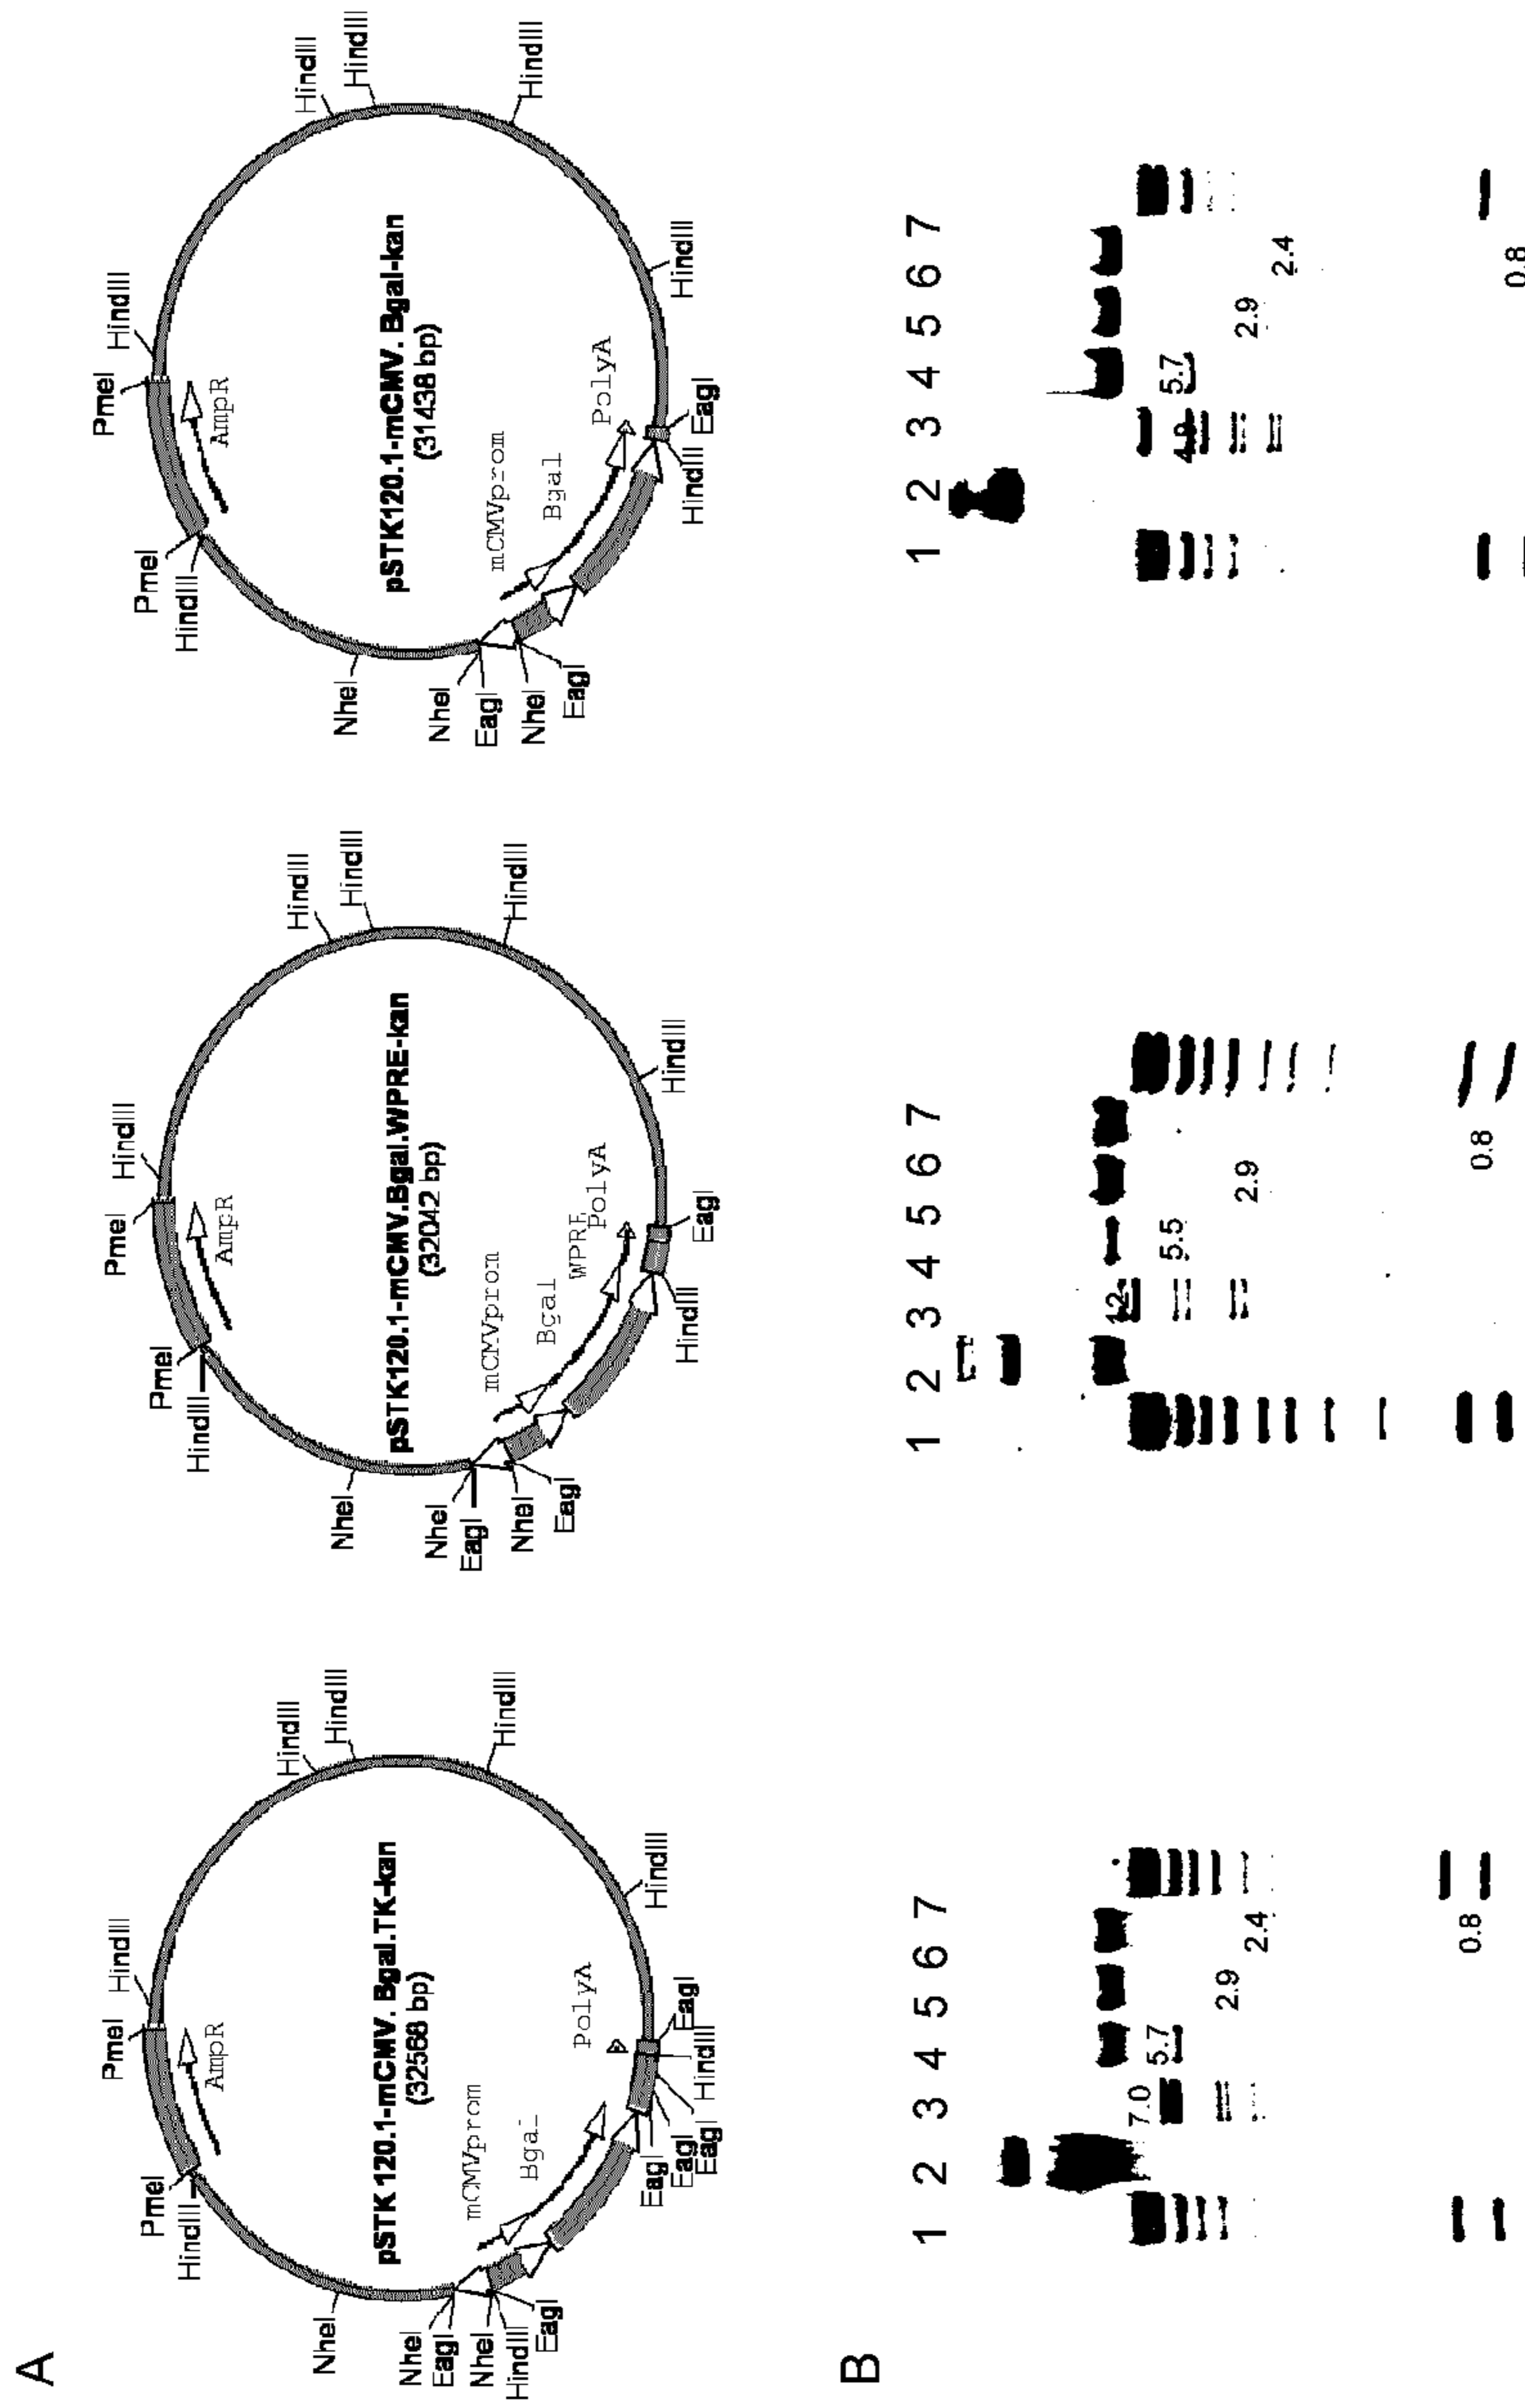 A
pSTK120.1-mCMV. Bgal.TK-kan
(32568 bp)
PmeI
HindIII
HindIII
HindIII
HindIII
HindIII
EagI
HindIII
EagI
EagI
EagI
EagI
HindIII
NheI
EagI
NheI
NheI
HindIII
PmeI
AmpR
mCMVprom
Bgal
PolyA
pSTK120.1-mCMV.Bgal.WPRE-kan
(32042 bp)
PmeI
HindIII
HindIII
HindIII
HindIII
HindIII
EagI
HindIII
EagI
NheI
EagI
NheI
NheI
HindIII
PmeI
AmpR
mCMVpron
Bgal
WPRE
PolyA
pSTK120.1-mCMV. Bgal-kan
(31438 bp)
PmeI
HindIII
HindIII
HindIII
HindIII
HindIII
EagI
HindIII
EagI
NheI
EagI
NheI
NheI
HindIII
PmeI
AmpR
mCMVprom
Bgal
PolyA
B
1 2 3 4 5 6 7
7.0
5.7
2.9
2.4
0.8
1 2 3 4 5 6 7
12
5.5
2.9
0.8
1 2 3 4 5 6 7
4.9
5.7
2.9
2.4
0.8